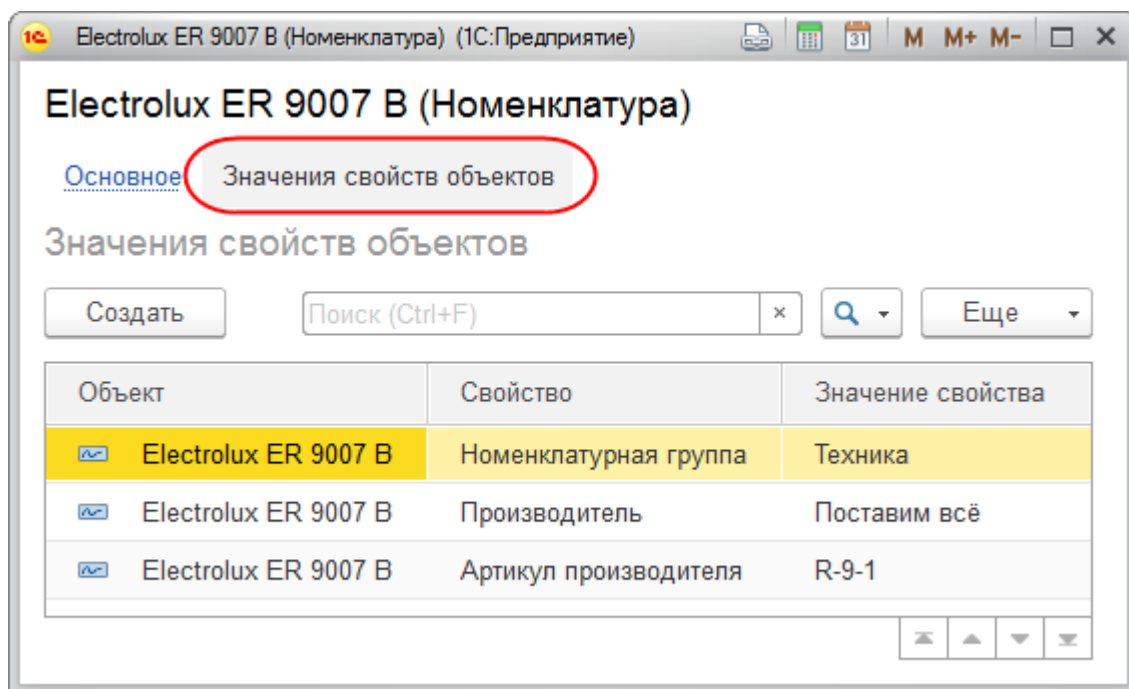 1С Electrolux ER 9007 B (Номенклатура) (1С:Предприятие) 31 M M+ M-
Electrolux ER 9007 B (Номенклатура)
Основное Значения свойств объектов
Значения свойств объектов
Создать Поиск (Ctrl+F) × Еще
Объект Свойство Значение свойства
Electrolux ER 9007 B Номенклатурная группа Техника
Electrolux ER 9007 B Производитель Поставим всё
Electrolux ER 9007 B Артикул производителя R-9-1